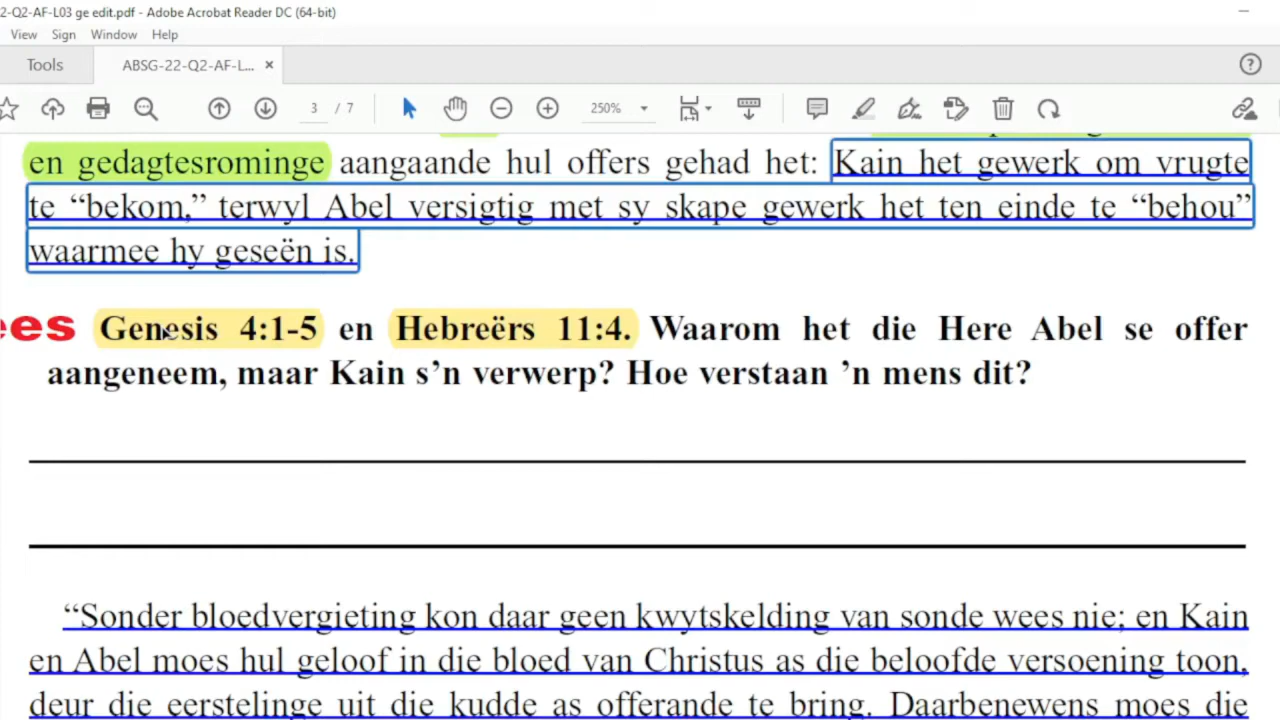 2-Q2-AF-L03 ge edit.pdf - Adobe Acrobat Reader DC (64-bit)
View Sign Window Help
Tools ABSG-22-Q2-AF-L... ×
3 / 7 250%
en gedagtesrominge aangaande hul offers gehad het: Kain het gewerk om vrugte
te “bekom,” terwyl Abel versigtig met sy skape gewerk het ten einde te “behou”
waarmee hy geseën is.
ees Genesis 4:1-5 en Hebreërs 11:4. Waarom het die Here Abel se offer
aangeneem, maar Kain s’n verwerp? Hoe verstaan ’n mens dit?
“Sonder bloedvergieting kon daar geen kwytskelding van sonde wees nie; en Kain
en Abel moes hul geloof in die bloed van Christus as die beloofde versoening toon,
deur die eerstelinge uit die kudde as offerande te bring. Daarbenewens moes die